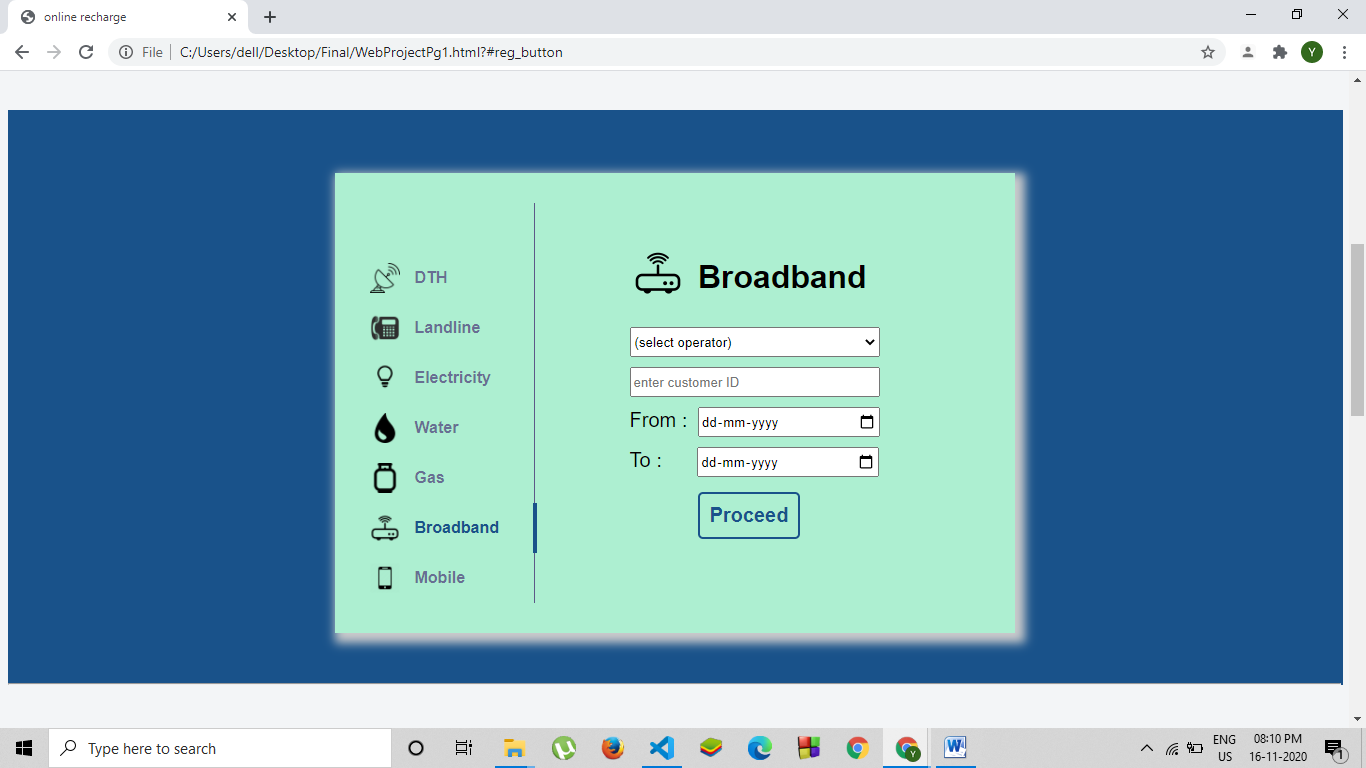 online recharge
File C:/Users/dell/Desktop/Final/WebProjectPg1.html?#reg_button
Y
DTH
Landline
Electricity
Water
Gas
Broadband
Mobile
Broadband
(select operator)
enter customer ID
From : dd-mm-yyyy
To : dd-mm-yyyy
Proceed
Type here to search
Y
W
ENG
US
08:10 PM
16-11-2020
1